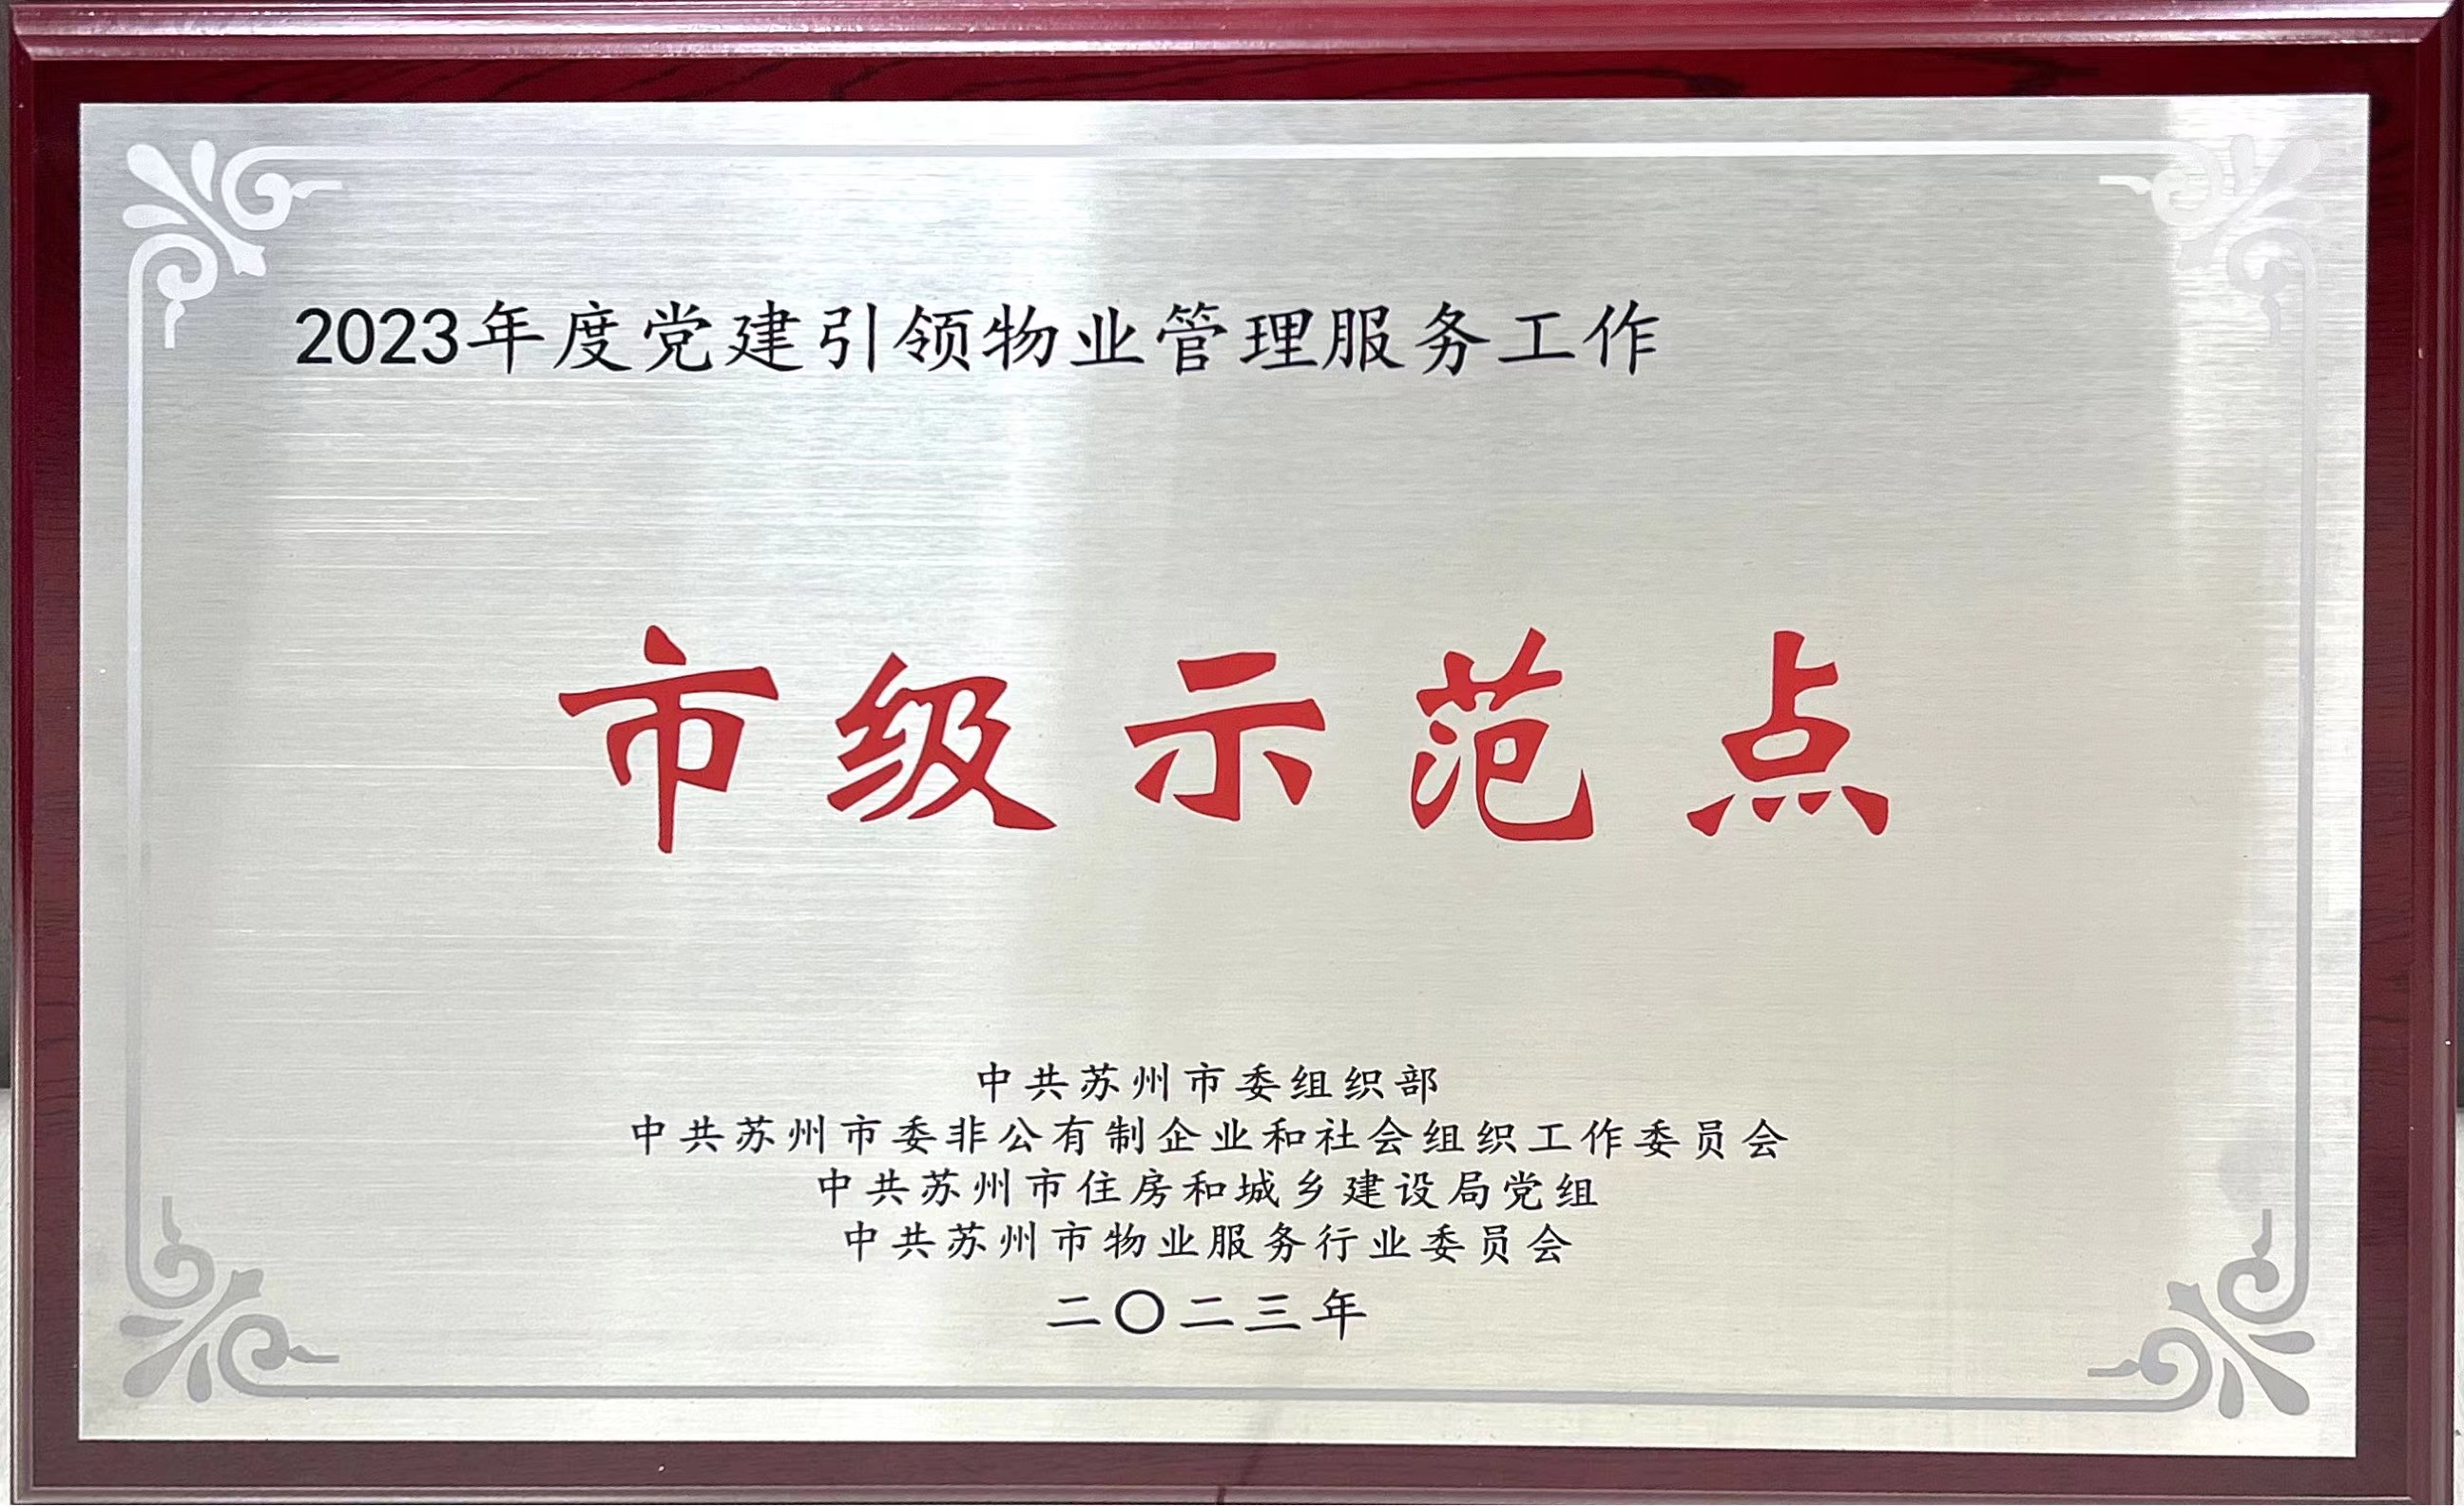 2023年度党建引领物业管理服务工作
市级示范点
中共苏州市委组织部
中共苏州市委非公有制企业和社会组织工作委员会
中共苏州市住房和城乡建设局党组
中共苏州市物业服务行业委员会
二〇二三年